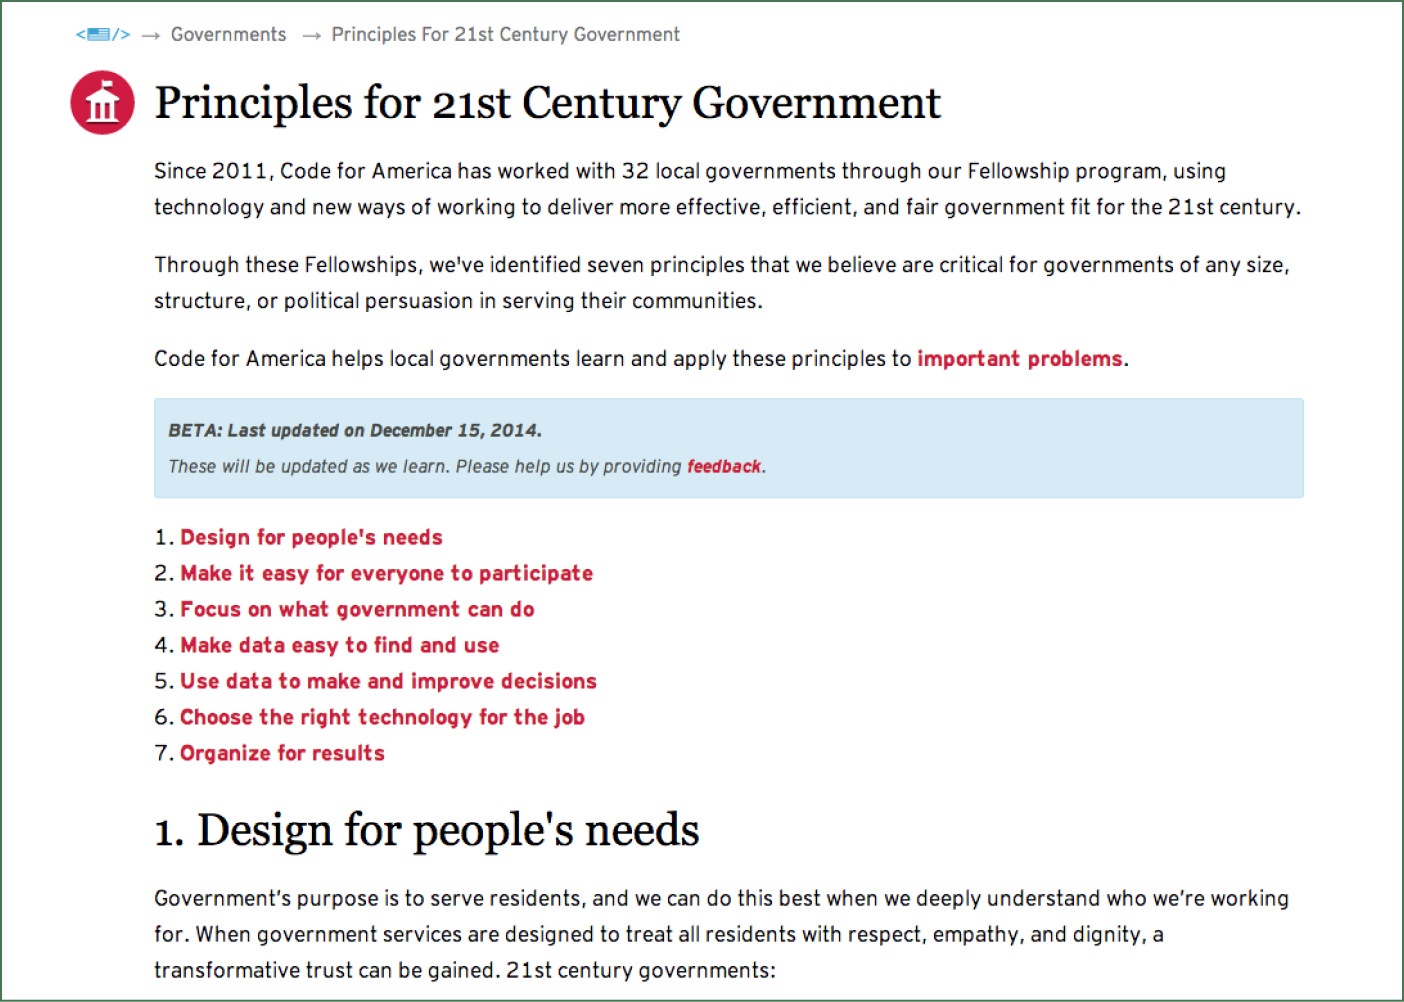 </> → Governments → Principles For 21st Century Government
Principles for 21st Century Government
Since 2011, Code for America has worked with 32 local governments through our Fellowship program, using
technology and new ways of working to deliver more effective, efficient, and fair government fit for the 21st century.
Through these Fellowships, we've identified seven principles that we believe are critical for governments of any size,
structure, or political persuasion in serving their communities.
Code for America helps local governments learn and apply these principles to important problems.
BETA: Last updated on December 15, 2014.
These will be updated as we learn. Please help us by providing feedback.
1. Design for people's needs
2. Make it easy for everyone to participate
3. Focus on what government can do
4. Make data easy to find and use
5. Use data to make and improve decisions
6. Choose the right technology for the job
7. Organize for results
1. Design for people's needs
Government’s purpose is to serve residents, and we can do this best when we deeply understand who we’re working
for. When government services are designed to treat all residents with respect, empathy, and dignity, a
transformative trust can be gained. 21st century governments: